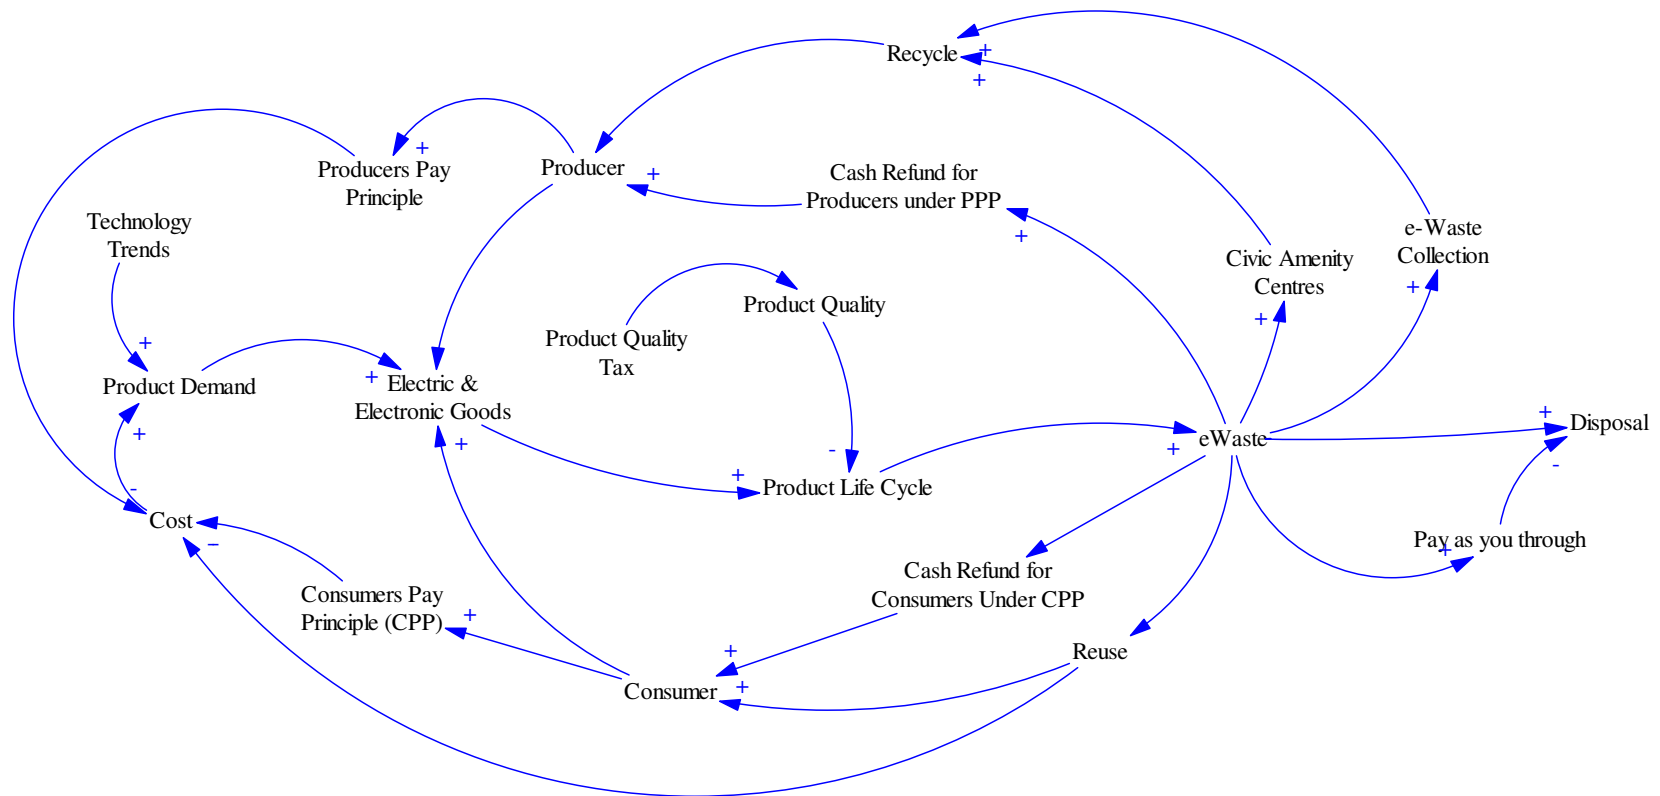 Recycle
+
+
Producers Pay
Principle
+
Producer
+
Cash Refund for
Producers under PPP
+
Technology
Trends
e-Waste
Collection
+
Civic Amenity
Centres
+
Product Quality
Product Quality
Tax
+
Product Demand
+
+
Electric &
Electronic Goods
+
-
+
Product Life Cycle
+
eWaste
+
Disposal
-
-
Cost
–
Pay as you through
+
Cash Refund for
Consumers Under CPP
Consumers Pay
Principle (CPP)
+
+
Reuse
Consumer
+